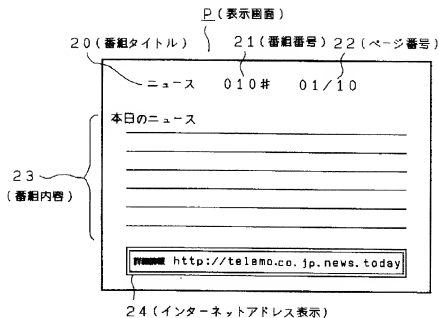 P(表示画面)
20(番組タイトル) 21(番組番号) 22(ページ番号)
ニュース 010# 01/10
本日のニュース
23
(番組内容)
http://telemo.co.jp.news.today
24(インターネットアドレス表示)